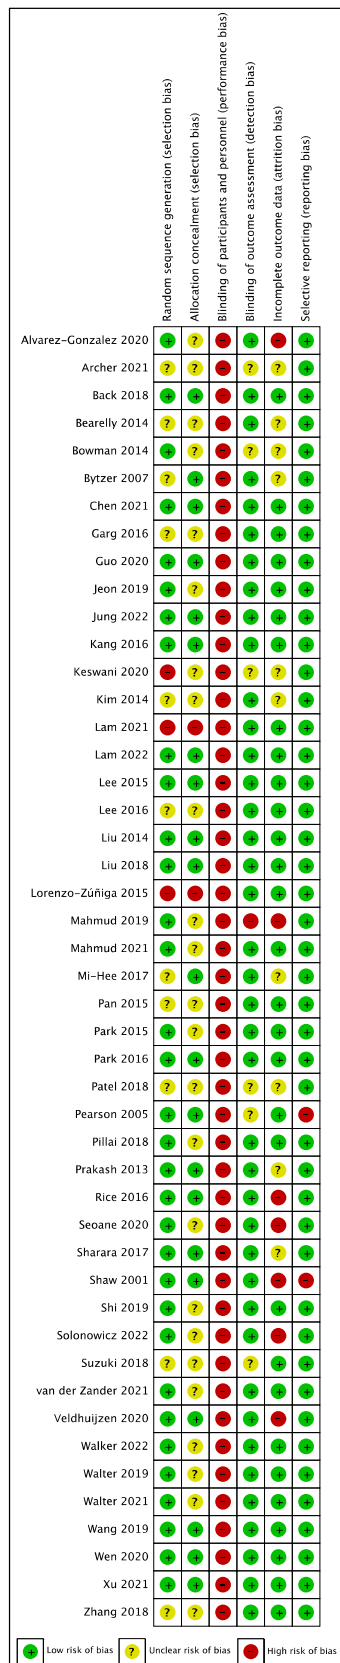 Random sequence generation (selection bias)
Allocation concealment (selection bias)
Blinding of participants and personnel (performance bias)
Blinding of outcome assessment (detection bias)
Incomplete outcome data (attrition bias)
Selective reporting (reporting bias)
Alvarez-Gonzalez 2020 + ? - + - +
Archer 2021 ? ? - ? ? +
Back 2018 + + - + + +
Bearelly 2014 ? ? - + ? +
Bowman 2014 + ? - ? ? +
Bytzer 2007 ? + - + ? +
Chen 2021 + + - + + +
Garg 2016 ? ? - + + +
Guo 2020 + + - + + +
Jeon 2019 + ? - + + +
Jung 2022 + + - + + +
Kang 2016 + + - + + +
Keswani 2020 - ? - ? ? +
Kim 2014 ? ? - + ? +
Lam 2021 - - - + + +
Lam 2022 + + - + + +
Lee 2015 + + - + + +
Lee 2016 ? ? - + + +
Liu 2014 + + - + + +
Liu 2018 + + - + + +
Lorenzo-Zúñiga 2015 - - - + + +
Mahmud 2019 + ? - - - +
Mahmud 2021 + ? - + + +
Mi-Hee 2017 ? + - + ? +
Pan 2015 ? ? - + + +
Park 2015 + ? - + + +
Park 2016 + + - + + +
Patel 2018 ? ? - ? ? +
Pearson 2005 + + - ? + -
Pillai 2018 + ? - + + +
Prakash 2013 + + - + ? +
Rice 2016 + + - + - +
Seoane 2020 + ? - + - +
Sharara 2017 + + - + ? +
Shaw 2001 + + - + - -
Shi 2019 + ? - + + +
Solonowicz 2022 + ? - + - +
Suzuki 2018 ? ? - ? + +
van der Zander 2021 + ? - + + +
Veldhuijzen 2020 + + - + - +
Walker 2022 + ? - + + +
Walter 2019 + ? - + + +
Walter 2021 + ? - + + +
Wang 2019 + + - + + +
Wen 2020 + + - + + +
Xu 2021 + + - + + +
Zhang 2018 ? ? - + + +
+ Low risk of bias ? Unclear risk of bias - High risk of bias